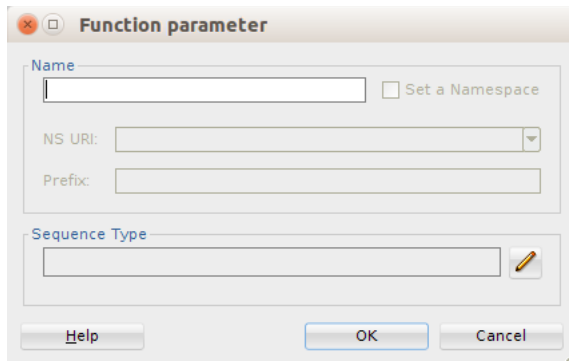 Function parameter
Name
Set a Namespace
NS URI:
Prefix:
Sequence Type
Help
OK
Cancel